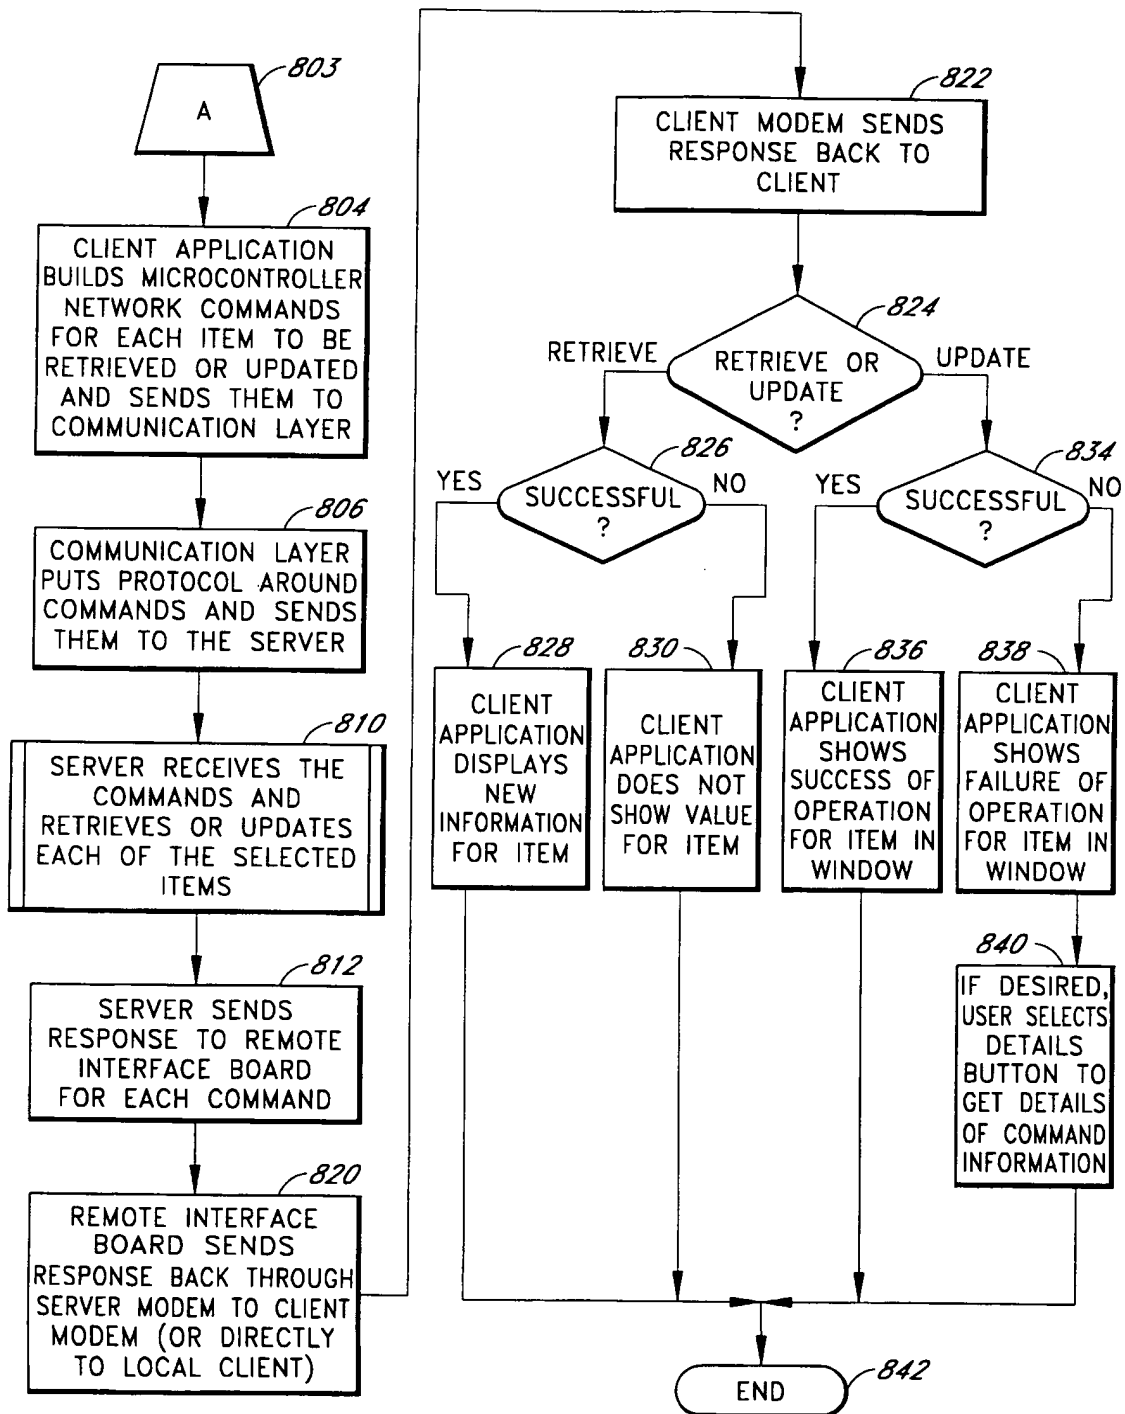 803
A
804
CLIENT APPLICATION
BUILDS MICROCONTROLLER
NETWORK COMMANDS
FOR EACH ITEM TO BE
RETRIEVED OR UPDATED
AND SENDS THEM TO
COMMUNICATION LAYER
806
COMMUNICATION LAYER
PUTS PROTOCOL AROUND
COMMANDS AND SENDS
THEM TO THE SERVER
810
SERVER RECEIVES THE
COMMANDS AND
RETRIEVES OR UPDATES
EACH OF THE SELECTED
ITEMS
812
SERVER SENDS
RESPONSE TO REMOTE
INTERFACE BOARD
FOR EACH COMMAND
820
REMOTE INTERFACE
BOARD SENDS
RESPONSE BACK THROUGH
SERVER MODEM TO CLIENT
MODEM (OR DIRECTLY
TO LOCAL CLIENT)
822
CLIENT MODEM SENDS
RESPONSE BACK TO
CLIENT
824
RETRIEVE
RETRIEVE OR
UPDATE
?
UPDATE
826
YES
SUCCESSFUL
?
NO
834
YES
SUCCESSFUL
?
NO
828
CLIENT
APPLICATION
DISPLAYS
NEW
INFORMATION
FOR ITEM
830
CLIENT
APPLICATION
DOES NOT
SHOW VALUE
FOR ITEM
836
CLIENT
APPLICATION
SHOWS
SUCCESS OF
OPERATION
FOR ITEM IN
WINDOW
838
CLIENT
APPLICATION
SHOWS
FAILURE OF
OPERATION
FOR ITEM IN
WINDOW
840
IF DESIRED,
USER SELECTS
DETAILS
BUTTON TO
GET DETAILS
OF COMMAND
INFORMATION
END
842